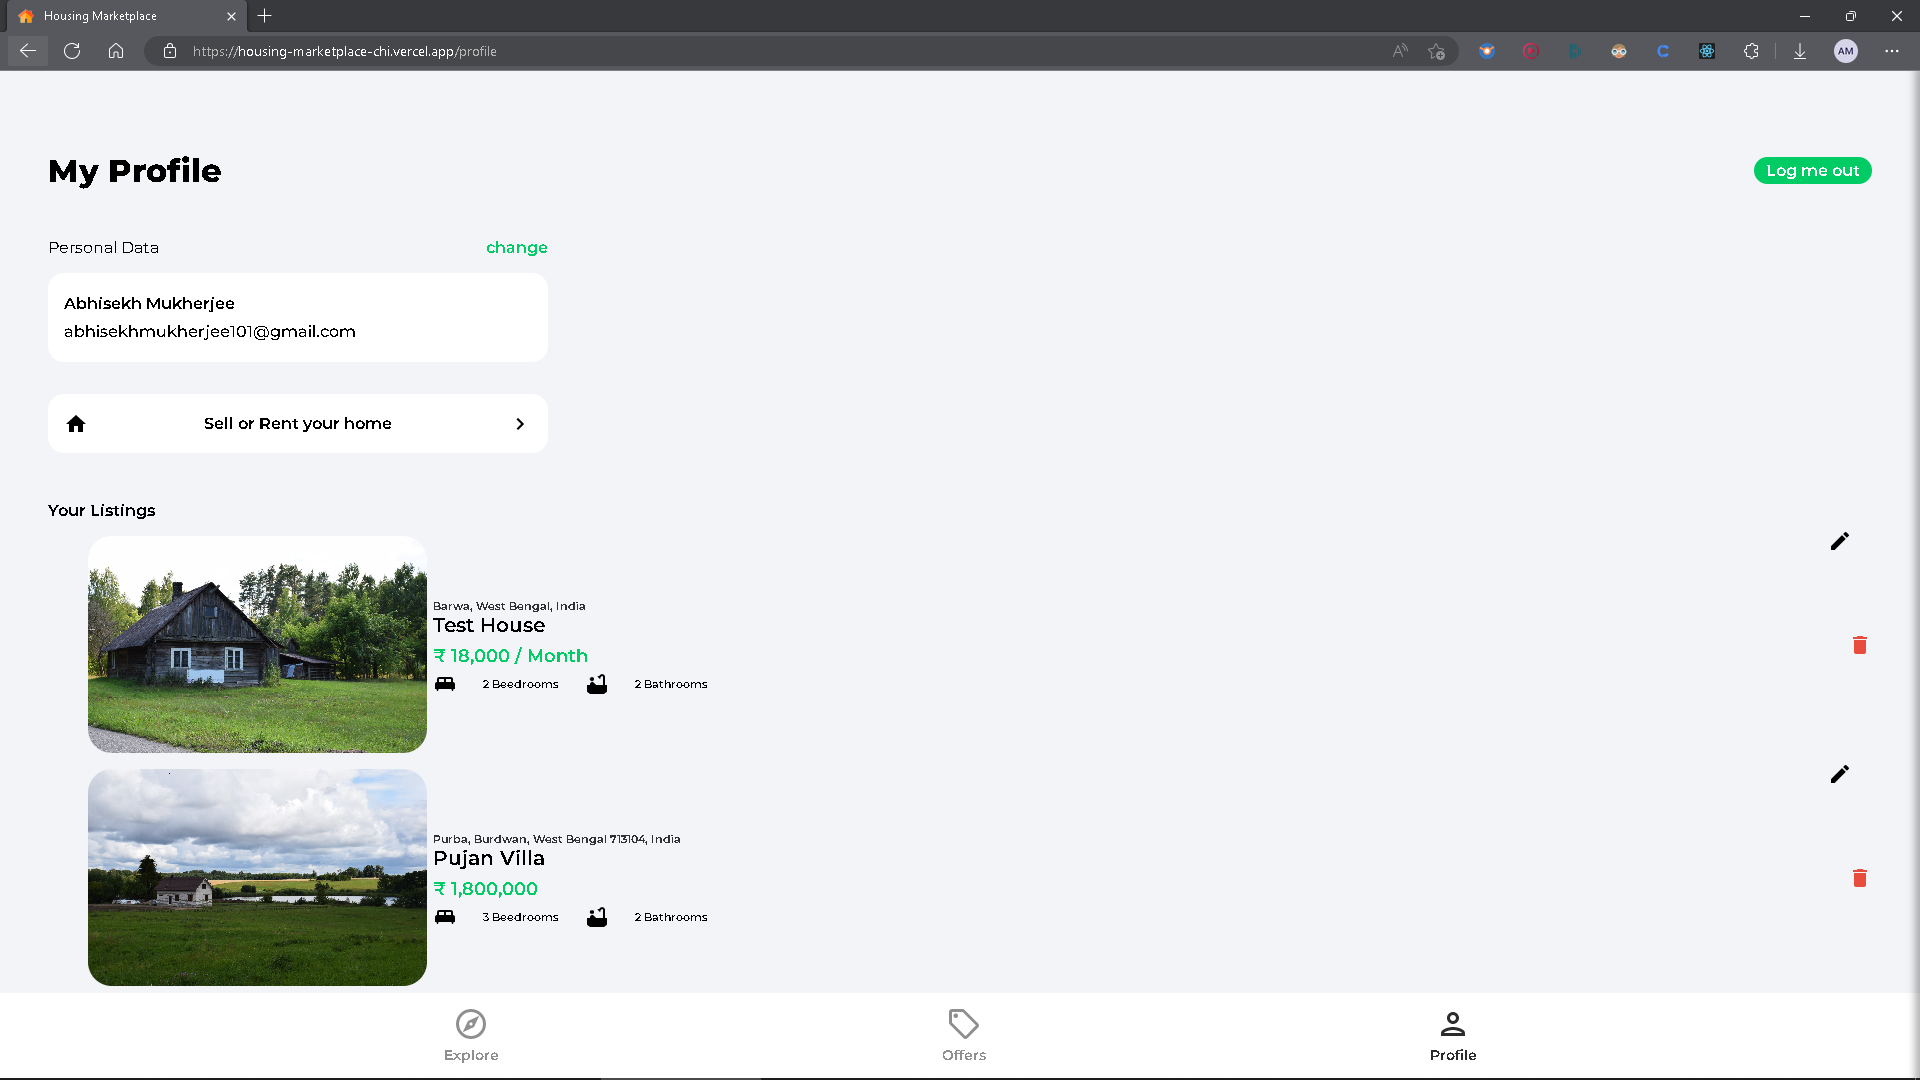 Housing Marketplace
https://housing-marketplace-chi.vercel.app/profile
AM
My Profile
Log me out
Personal Data
change
Abhisekh Mukherjee
abhisekhmukherjee101@gmail.com
Sell or Rent your home
Your Listings
Barwa, West Bengal, India
Test House
₹ 18,000 / Month
2 Beedrooms
2 Bathrooms
Purba, Burdwan, West Bengal 713104, India
Pujan Villa
₹ 1,800,000
3 Beedrooms
2 Bathrooms
Explore
Offers
Profile